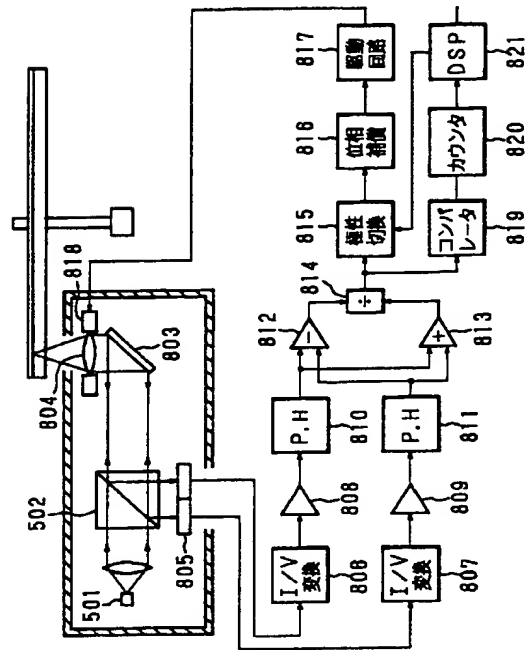 818
804
803
502
805
501
I/V
変換
806
808
P.H
810
I/V
変換
807
809
P.H
811
812
-
813
+
814
÷
815
極性
切換
816
位相
補償
817
駆動
回路
819
コンパ
レータ
820
カウンタ
821
DSP